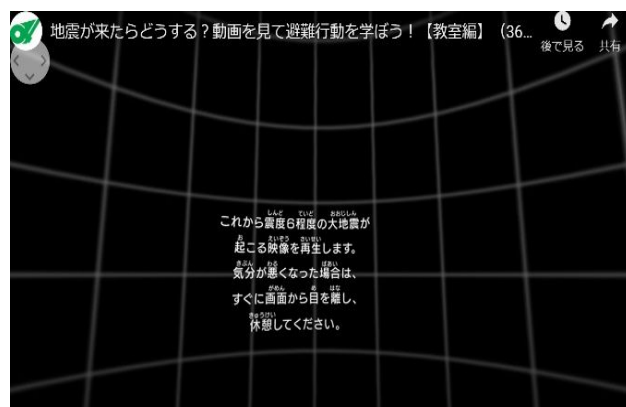 地震が来たらどうする？動画を見て避難行動を学ぼう！【教室編】（36...
後で見る
共有
これから震度6程度の大地震が
起こる映像を再生します。
気分が悪くなった場合は、
すぐに画面から目を離し、
休憩してください。